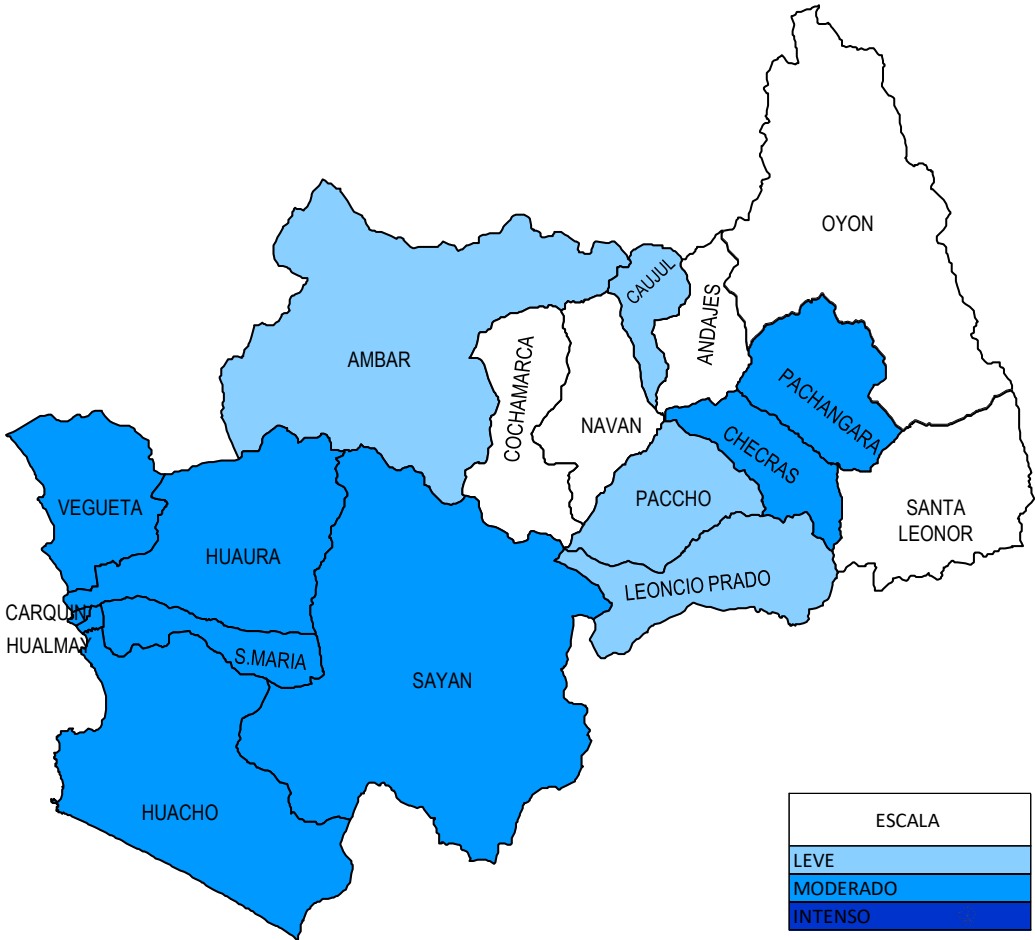 OYON
CAUJUL
ANDAJES
AMBAR
COCHAMARCA
NAVAN
PACHANGARA
CHECRAS
VEGUETA
PACCHO
SANTA
LEONOR
HUAURA
LEONCIO PRADO
CARQUIN
HUALMAY
S.MARIA
SAYAN
HUACHO
ESCALA
LEVE
MODERADO
INTENSO